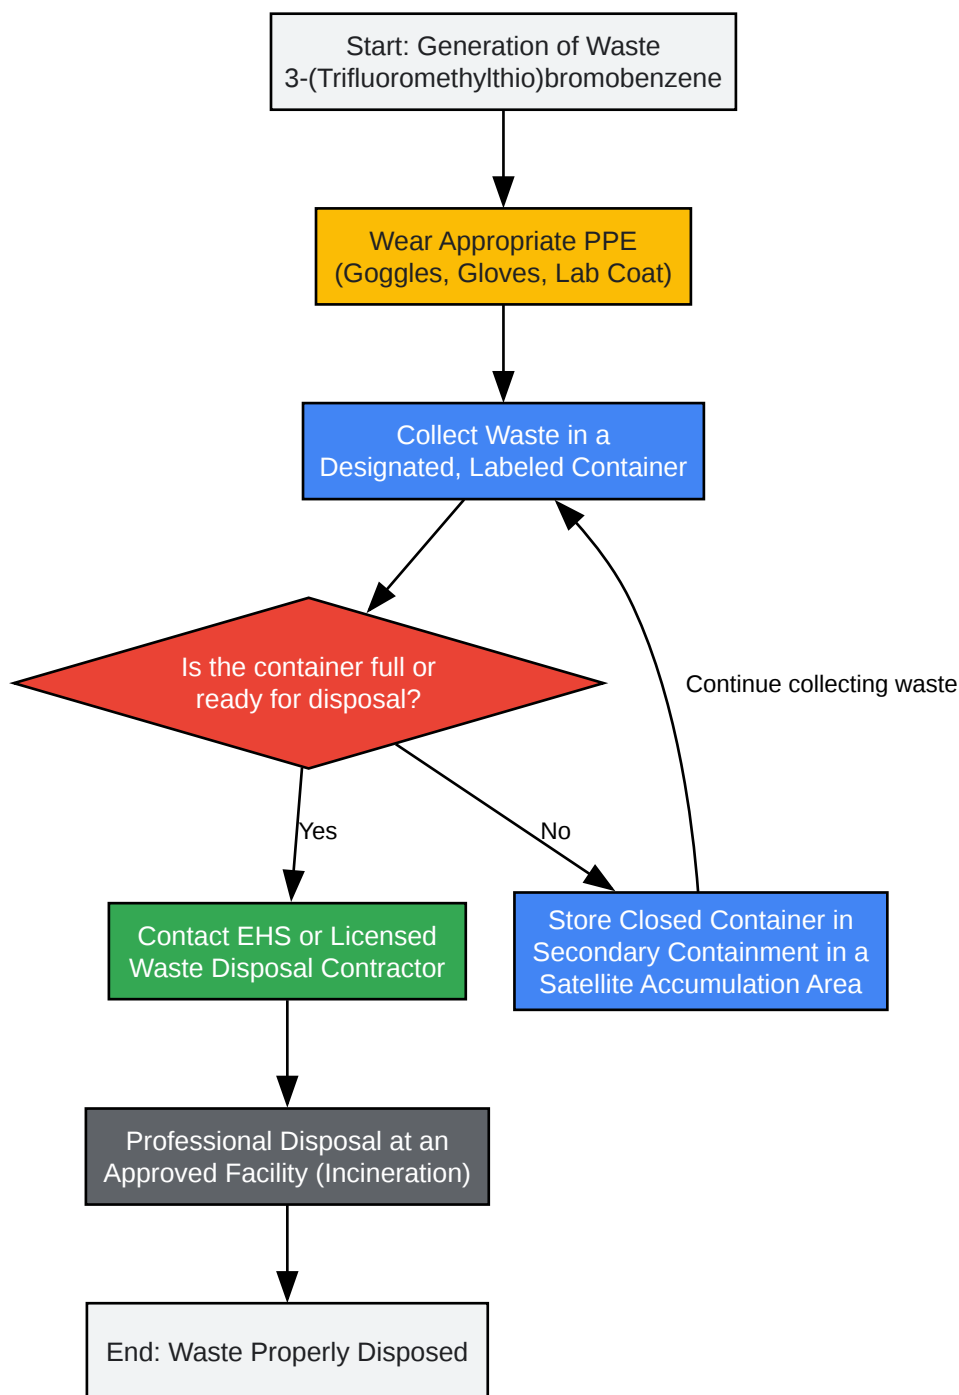 Start: Generation of Waste
3-(Trifluoromethylthio)bromobenzene
Wear Appropriate PPE
(Goggles, Gloves, Lab Coat)
Collect Waste in a
Designated, Labeled Container
Is the container full or
ready for disposal?
Continue collecting waste
Yes
No
Contact EHS or Licensed
Waste Disposal Contractor
Store Closed Container in
Secondary Containment in a
Satellite Accumulation Area
Professional Disposal at an
Approved Facility (Incineration)
End: Waste Properly Disposed